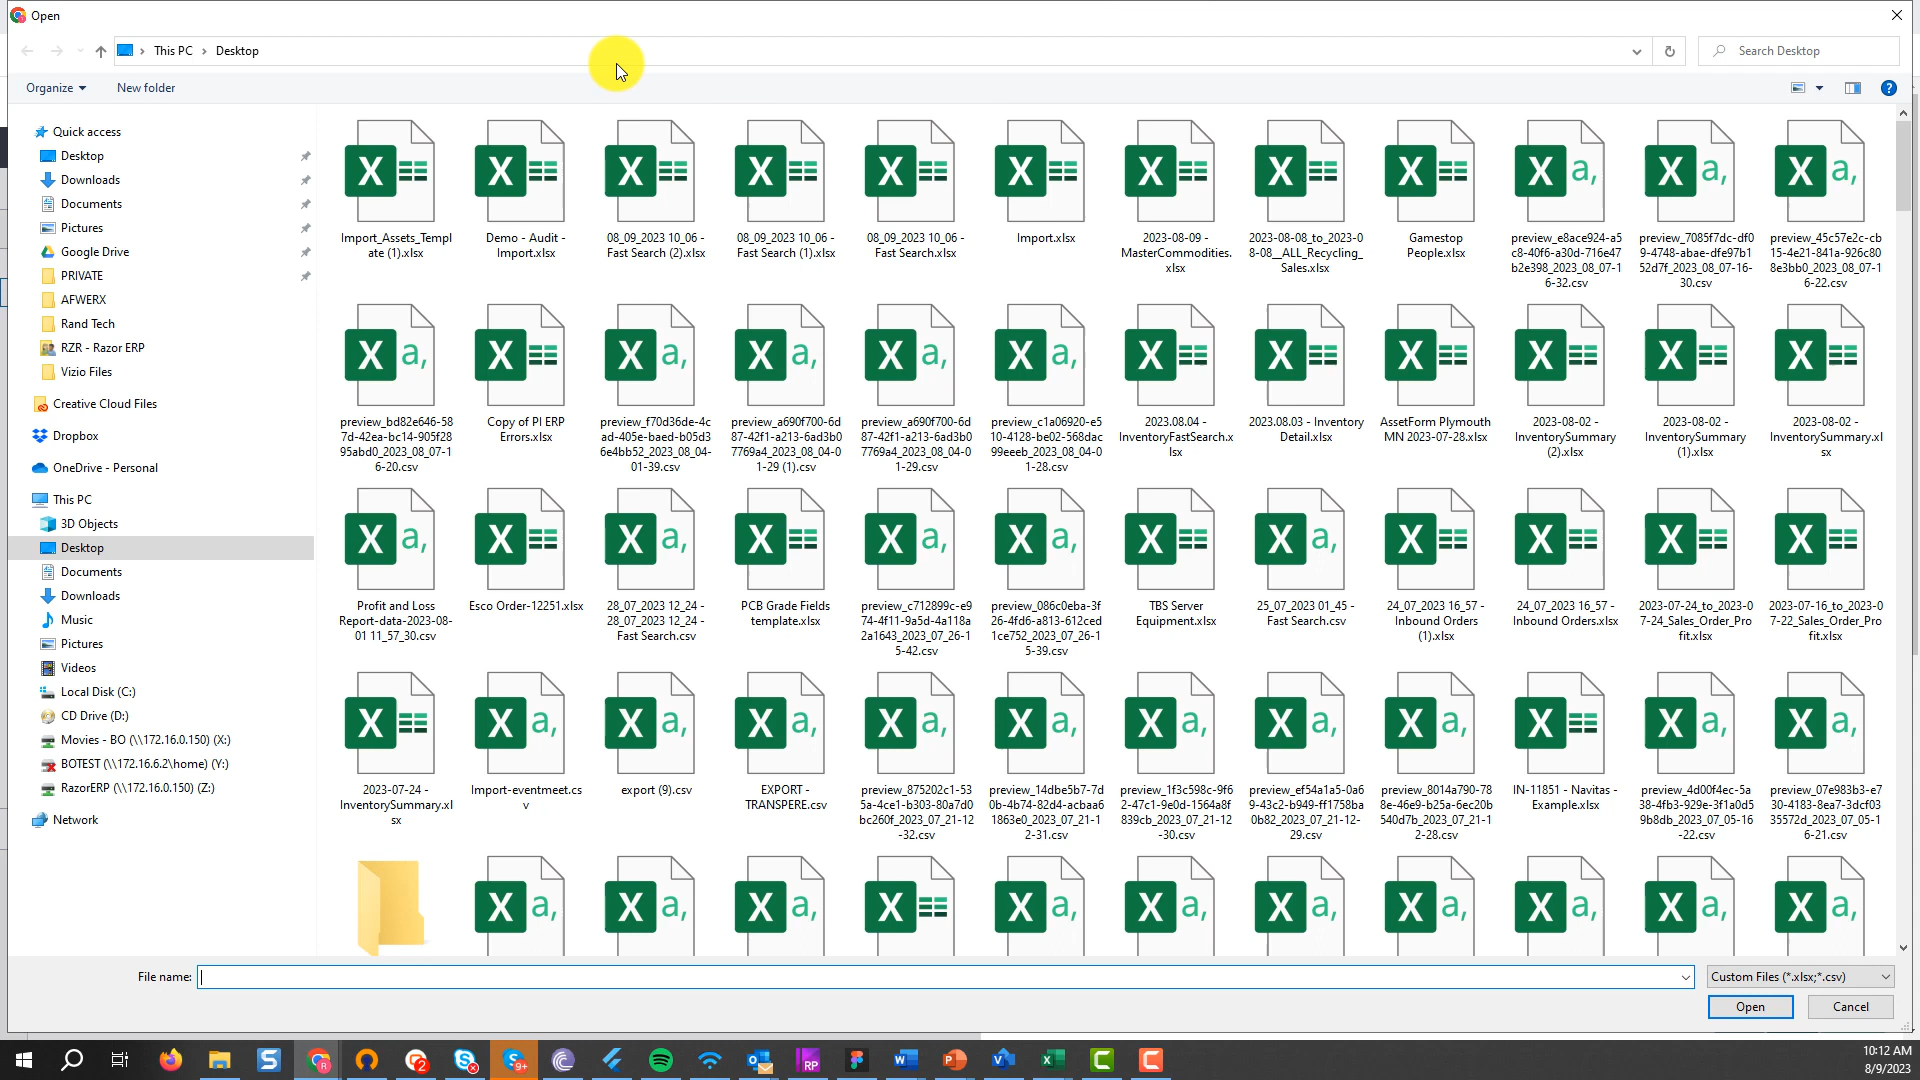 Open
This PC > Desktop
Search Desktop
Organize
New folder
Quick access
Desktop
Downloads
Documents
Pictures
Google Drive
PRIVATE
AFWERX
Rand Tech
RZR - Razor ERP
Vizio Files
Creative Cloud Files
Dropbox
OneDrive - Personal
This PC
3D Objects
Desktop
Documents
Downloads
Music
Pictures
Videos
Local Disk (C:)
CD Drive (D:)
Movies - BO (\\172.16.0.150) (X:)
BOTEST (\\172.16.6.2\home) (Y:)
RazorERP (\\172.16.0.150) (Z:)
Network
Import_Assets_Templ
ate (1).xlsx
Demo - Audit -
Import.xlsx
08_09_2023 10_06 -
Fast Search (2).xlsx
08_09_2023 10_06 -
Fast Search (1).xlsx
08_09_2023 10_06 -
Fast Search.xlsx
Import.xlsx
2023-08-09 -
MasterCommodities.
xlsx
2023-08-08_to_2023-0
8-08__ALL_Recycling_
Sales.xlsx
Gamestop
People.xlsx
preview_e8ace924-a5
c8-40f6-a30d-716e47
b2e398_2023_08_07-1
6-32.csv
preview_7085f7dc-df0
9-4748-abae-dfe97b1
52d7f_2023_08_07-16-
30.csv
preview_45c57e2c-cb
15-4e21-841a-926c80
8e3bb0_2023_08_07-1
6-22.csv
preview_bd82e646-58
7d-42ea-bc14-905f28
95abd0_2023_08_07-1
6-20.csv
Copy of PI ERP
Errors.xlsx
preview_f70d36de-4c
ad-405e-baed-b05d3
6e4bb52_2023_08_04-
01-39.csv
preview_a690f700-6d
87-42f1-a213-6ad3b0
7769a4_2023_08_04-0
1-29 (1).csv
preview_a690f700-6d
87-42f1-a213-6ad3b0
7769a4_2023_08_04-0
1-29.csv
preview_c1a06920-e5
10-4128-be02-568dac
99eeeb_2023_08_04-0
1-28.csv
2023.08.04 -
InventoryFastSearch.x
lsx
2023.08.03 - Inventory
Detail.xlsx
AssetForm Plymouth
MN 2023-07-28.xlsx
2023-08-02 -
InventorySummary
(2).xlsx
2023-08-02 -
InventorySummary
(1).xlsx
2023-08-02 -
InventorySummary.xl
sx
Profit and Loss
Report-data-2023-08-
01 11_57_30.csv
Esco Order-12251.xlsx
28_07_2023 12_24 -
28_07_2023 12_24 -
Fast Search.csv
PCB Grade Fields
template.xlsx
preview_c712899c-e9
74-4f11-9a5d-4a118a
2a1643_2023_07_26-1
5-42.csv
preview_086c0eba-3f
26-4fd6-a813-612ced
1ce752_2023_07_26-1
5-39.csv
TBS Server
Equipment.xlsx
25_07_2023 01_45 -
Fast Search.csv
24_07_2023 16_57 -
Inbound Orders
(1).xlsx
24_07_2023 16_57 -
Inbound Orders.xlsx
2023-07-24_to_2023-0
7-24_Sales_Order_Pro
fit.xlsx
2023-07-16_to_2023-0
7-22_Sales_Order_Pro
fit.xlsx
2023-07-24 -
InventorySummary.xl
sx
Import-eventmeet.cs
v
export (9).csv
EXPORT -
TRANSPERE.csv
preview_875202c1-53
5a-4ce1-b303-80a7d0
bc260f_2023_07_21-12
-32.csv
preview_14dbe5b7-7d
0b-4b74-82d4-acbaa6
1863e0_2023_07_21-1
2-31.csv
preview_1f3c598c-9f6
2-47c1-9e0d-1564a8f
839cb_2023_07_21-12
-30.csv
preview_ef54a1a5-0a6
9-43c2-b949-ff1758ba
0b82_2023_07_21-12-
29.csv
preview_8014a790-78
8e-46e9-b25a-6ec20b
540d7b_2023_07_21-1
2-28.csv
IN-11851 - Navitas -
Example.xlsx
preview_4d00f4ec-5a
38-4fb3-929e-3f1a0d5
9b8db_2023_07_05-16
-22.csv
preview_07e983b3-e7
30-4183-8ea7-3dcf03
35572d_2023_07_05-1
6-21.csv
File name:
Custom Files (*.xlsx;*.csv)
Open
Cancel
10:12 AM
8/9/2023